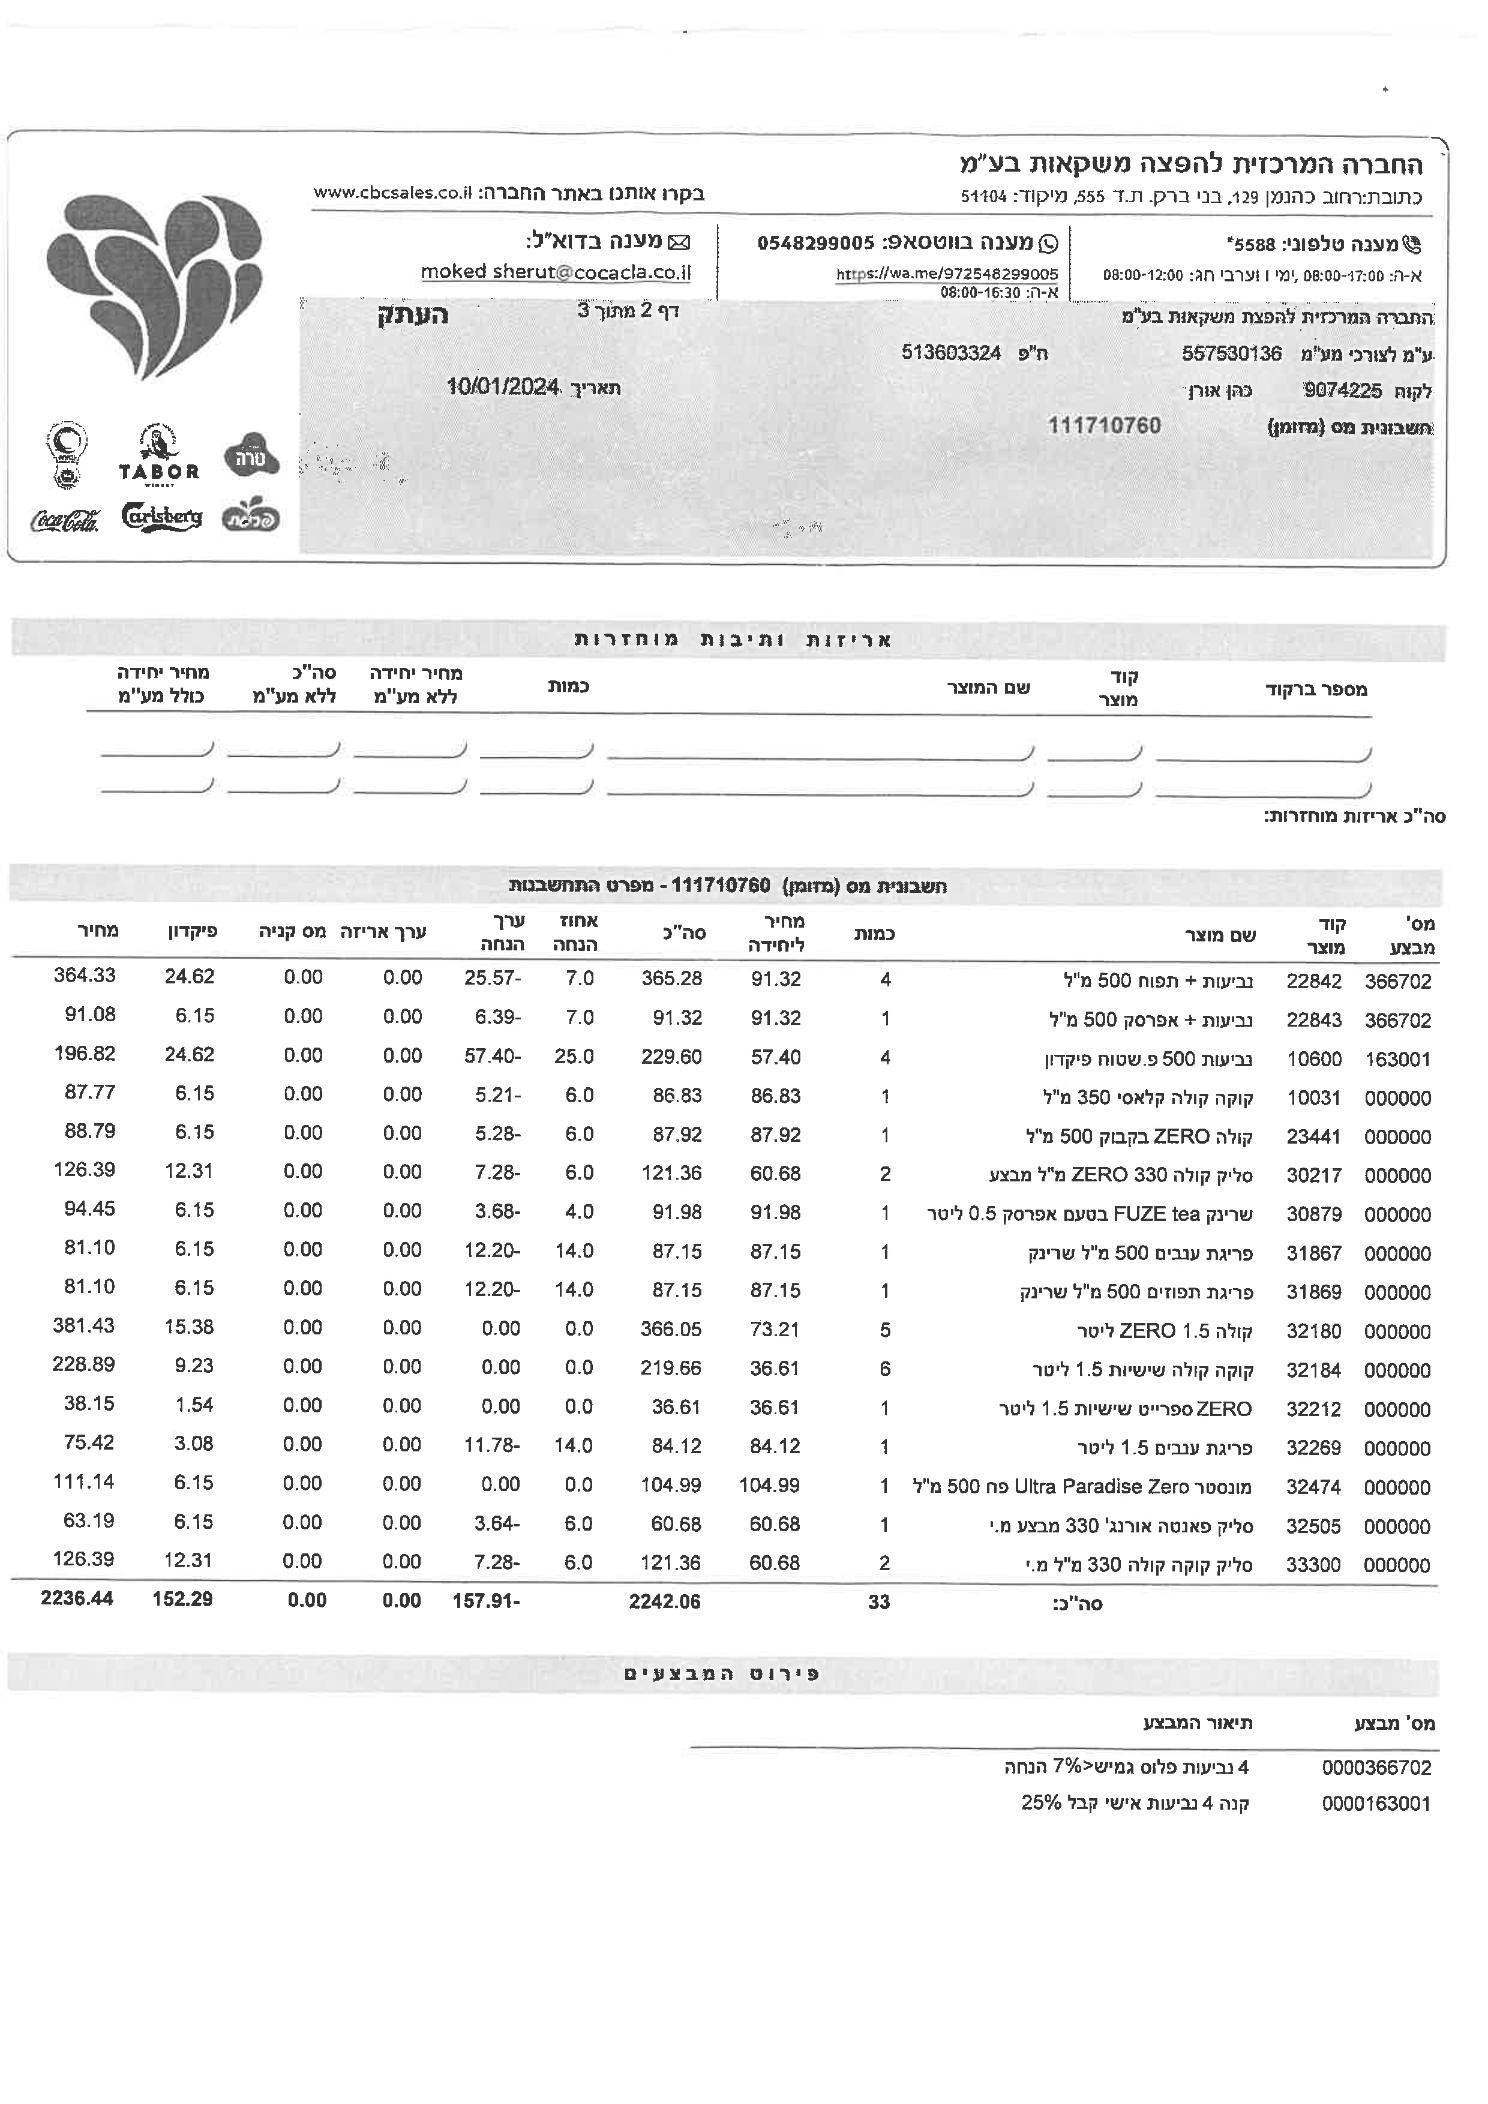 החברה המרכזית להפצה משקאות בע"מ
כתובת:רחוב כהנמן 129, בני ברק. ת.ד 555, מיקוד: 51104
בקרו אותנו באתר החברה: www.cbcsales.co.il
מענה טלפוני: 5588*
א-ה: 08:00-17:00, ימי ו וערבי חג: 08:00-12:00
מענה בווטסאפ: 0548299005
https://wa.me/972548299005
א-ה: 08:00-16:30
מענה בדוא"ל:
moked sherut@cocacla.co.il
החברה המרכזית להפצת משקאות בע"מ
דף 2 מתוך 3 העתק
ע"מ לצורכי מע"מ 557530136 ח"פ 513603324
לקוח 9074225 כהן אורן תאריך 10/01/2024
חשבונית מס (מזומן) 111710760
טרה
TABOR
WINERY
Coca-Cola
Carlsberg
פריגת
אריזות ותיבות מוחזרות
מספר ברקוד קוד מוצר שם המוצר כמות מחיר יחידה ללא מע"מ סה"כ ללא מע"מ מחיר יחידה כולל מע"מ
סה"כ אריזות מוחזרות:
חשבונית מס (מזומן) 111710760 - מפרט התחשבנות
מס' מבצע קוד מוצר שם מוצר כמות מחיר ליחידה סה"כ אחוז הנחה ערך הנחה ערך אריזה מס קניה פיקדון מחיר
366702 22842 נביעות + תפוח 500 מ"ל 4 91.32 365.28 7.0 25.57- 0.00 0.00 24.62 364.33
366702 22843 נביעות + אפרסק 500 מ"ל 1 91.32 91.32 7.0 6.39- 0.00 0.00 6.15 91.08
163001 10600 נביעות 500 פ.שטוח פיקדון 4 57.40 229.60 25.0 57.40- 0.00 0.00 24.62 196.82
000000 10031 קוקה קולה קלאסי 350 מ"ל 1 86.83 86.83 6.0 5.21- 0.00 0.00 6.15 87.77
000000 23441 קולה ZERO בקבוק 500 מ"ל 1 87.92 87.92 6.0 5.28- 0.00 0.00 6.15 88.79
000000 30217 סליק קולה ZERO 330 מ"ל מבצע 2 60.68 121.36 6.0 7.28- 0.00 0.00 12.31 126.39
000000 30879 שרינק FUZE tea בטעם אפרסק 0.5 ליטר 1 91.98 91.98 4.0 3.68- 0.00 0.00 6.15 94.45
000000 31867 פריגת ענבים 500 מ"ל שרינק 1 87.15 87.15 14.0 12.20- 0.00 0.00 6.15 81.10
000000 31869 פריגת תפוזים 500 מ"ל שרינק 1 87.15 87.15 14.0 12.20- 0.00 0.00 6.15 81.10
000000 32180 קולה ZERO 1.5 ליטר 5 73.21 366.05 0.0 0.00 0.00 0.00 15.38 381.43
000000 32184 קוקה קולה שישיות 1.5 ליטר 6 36.61 219.66 0.0 0.00 0.00 0.00 9.23 228.89
000000 32212 ZERO ספרייט שישיות 1.5 ליטר 1 36.61 36.61 0.0 0.00 0.00 0.00 1.54 38.15
000000 32269 פריגת ענבים 1.5 ליטר 1 84.12 84.12 14.0 11.78- 0.00 0.00 3.08 75.42
000000 32474 מונסטר Ultra Paradise Zero פח 500 מ"ל 1 104.99 104.99 0.0 0.00 0.00 0.00 6.15 111.14
000000 32505 סליק פאנטה אורנג' 330 מבצע מ.י 1 60.68 60.68 6.0 3.64- 0.00 0.00 6.15 63.19
000000 33300 סליק קוקה קולה 330 מ"ל מ.י 2 60.68 121.36 6.0 7.28- 0.00 0.00 12.31 126.39
סה"כ: 33 2242.06 157.91- 0.00 0.00 152.29 2236.44
פירוט המבצעים
מס' מבצע תיאור המבצע
0000366702 4 נביעות פלוס גמיש>7% הנחה
0000163001 קנה 4 נביעות אישי קבל 25%